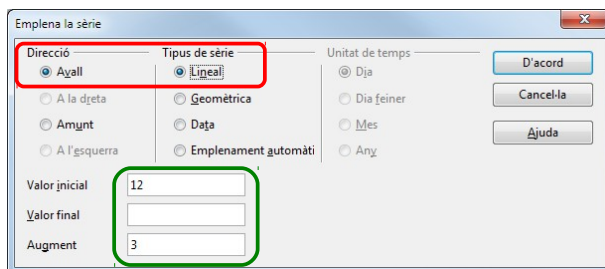 Emplena la sèrie
Direcció Tipus de sèrie Unitat de temps
Avall Lineal Dia D'acord
A la dreta Geomètrica Dia feiner Cancel·la
Amunt Data Mes Ajuda
A l'esquerra Emplenament automàti Any
Valor inicial 12
Valor final
Augment 3